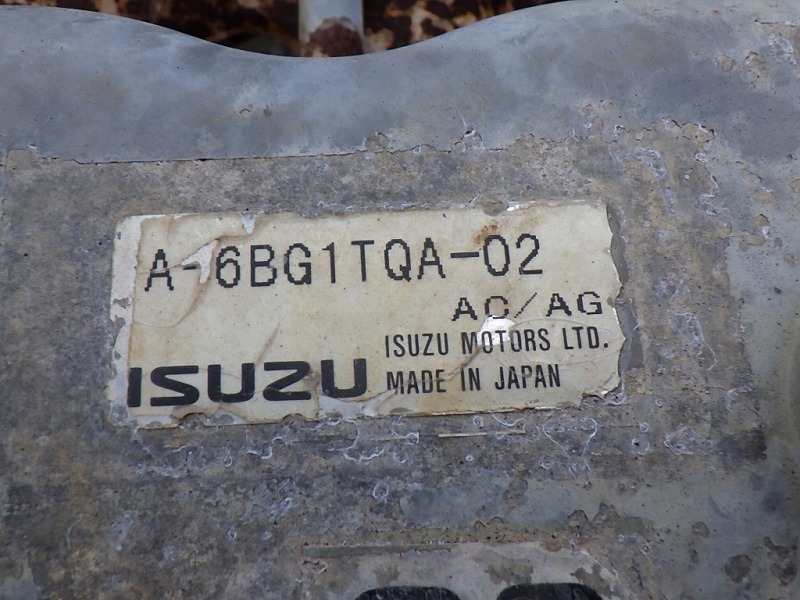 A-6BG1TQA-02
AC/AG
ISUZU MOTORS LTD.
ISUZU MADE IN JAPAN